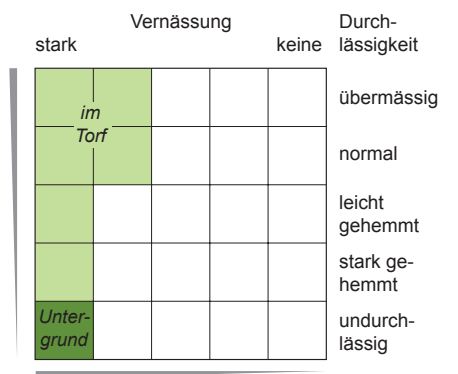 Vernässung
stark
keine
Durch-
lässigkeit
übermässig
im
Torf
normal
leicht
gehemmt
stark ge-
hemmt
Unter-
grund
undurch-
lässig